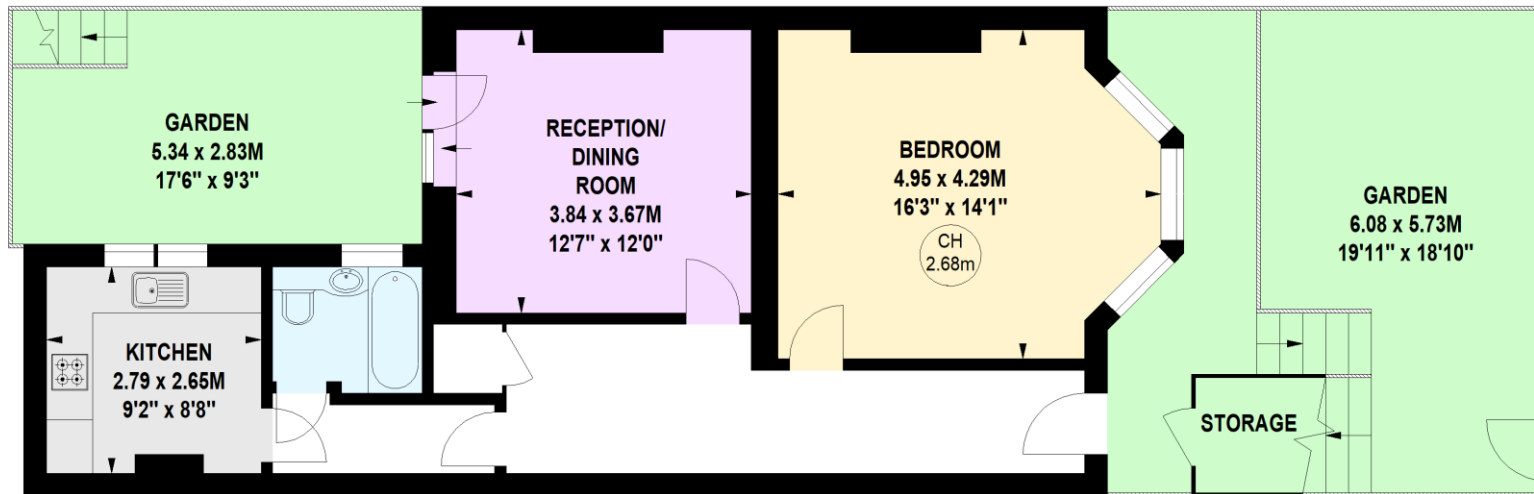 GARDEN
5.34 x 2.83M
17'6" x 9'3"
RECEPTION/
DINING
ROOM
3.84 x 3.67M
12'7" x 12'0"
BEDROOM
4.95 x 4.29M
16'3" x 14'1"
CH
2.68m
GARDEN
6.08 x 5.73M
19'11" x 18'10"
KITCHEN
2.79 x 2.65M
9'2" x 8'8"
STORAGE